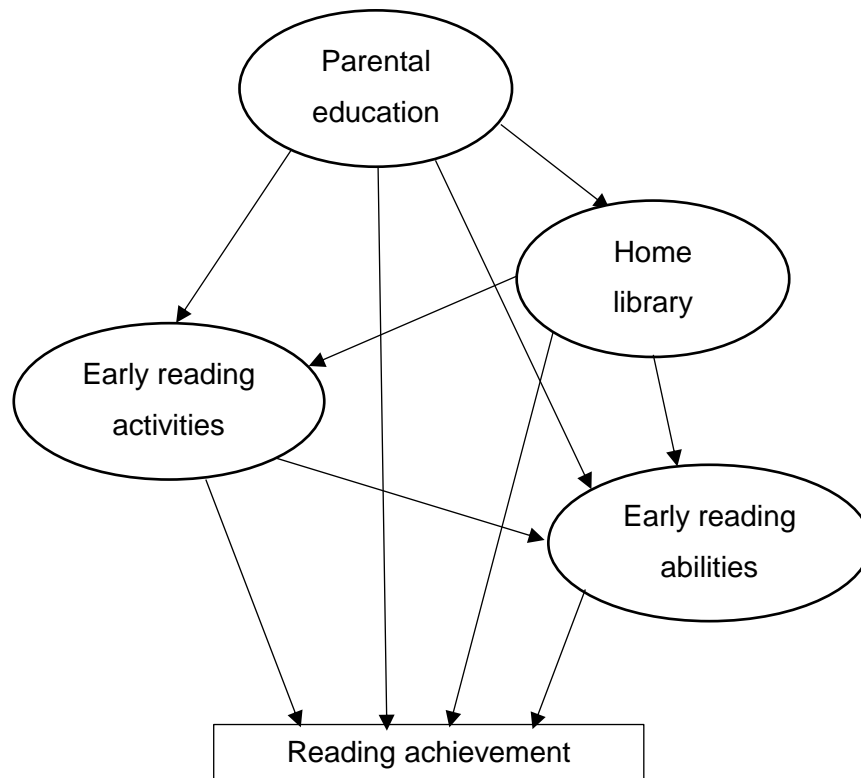 Parental
education
Home
library
Early reading
activities
Early reading
abilities
Reading achievement